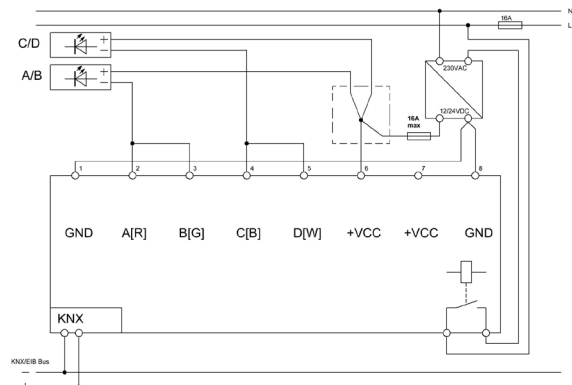 N
16A
L
C/D
+
−
A/B
+
−
230VAC
12/24VDC
16A
max
1
2
3
4
5
6
7
8
GND
A[R]
B[G]
C[B]
D[W]
+VCC
+VCC
GND
KNX
KNX/EIB Bus